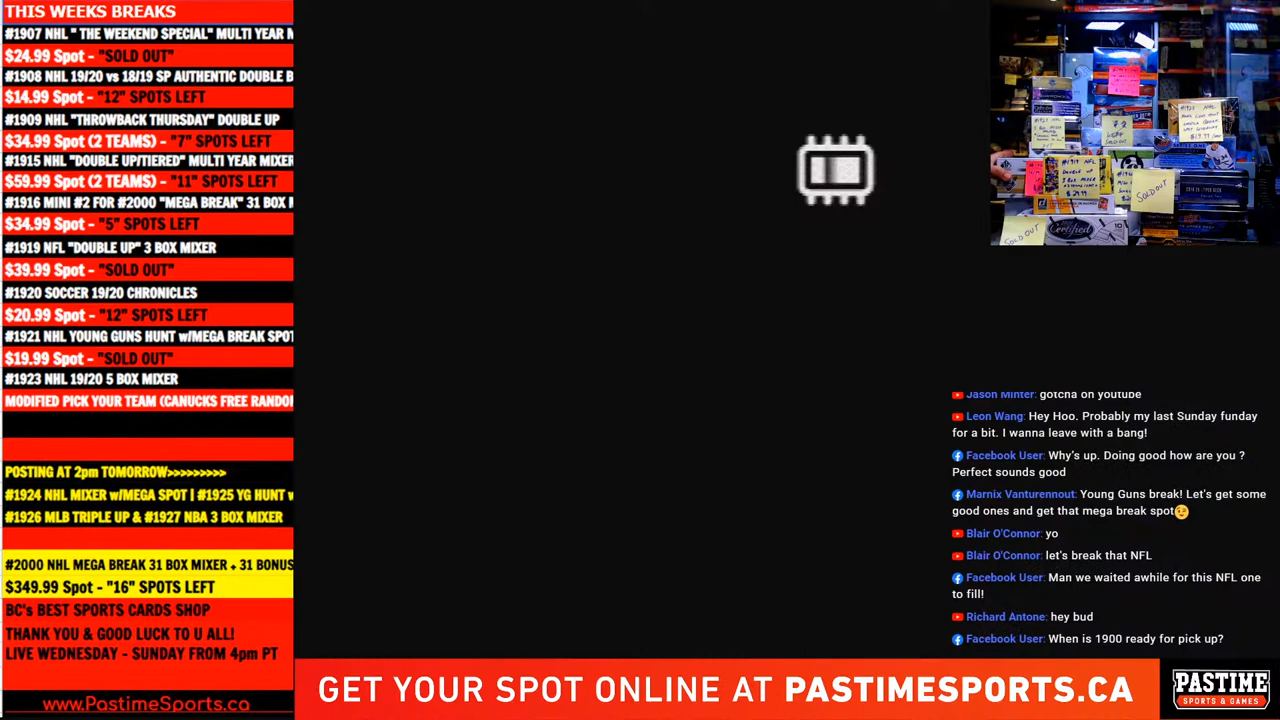 THIS WEEKS BREAKS
#1907 NHL " THE WEEKEND SPECIAL" MULTI YEAR M
$24.99 Spot - "SOLD OUT"
#1908 NHL 19/20 vs 18/19 SP AUTHENTIC DOUBLE B
$14.99 Spot - "12" SPOTS LEFT
#1909 NHL "THROWBACK THURSDAY" DOUBLE UP
$34.99 Spot (2 TEAMS) - "7" SPOTS LEFT
#1915 NHL "DOUBLE UP/TIERED" MULTI YEAR MIXER
$59.99 Spot (2 TEAMS) - "11" SPOTS LEFT
#1916 MINI #2 FOR #2000 "MEGA BREAK" 31 BOX M
$34.99 Spot - "5" SPOTS LEFT
#1919 NFL "DOUBLE UP" 3 BOX MIXER
$39.99 Spot - "SOLD OUT"
#1920 SOCCER 19/20 CHRONICLES
$20.99 Spot - "12" SPOTS LEFT
#1921 NHL YOUNG GUNS HUNT w/MEGA BREAK SPOT
$19.99 Spot - "SOLD OUT"
#1923 NHL 19/20 5 BOX MIXER
MODIFIED PICK YOUR TEAM (CANUCKS FREE RANDO
POSTING AT 2pm TOMORROW>>>>>>>>>
#1924 NHL MIXER w/MEGA SPOT | #1925 YG HUNT w
#1926 MLB TRIPLE UP & #1927 NBA 3 BOX MIXER
#2000 NHL MEGA BREAK 31 BOX MIXER + 31 BONUS
$349.99 Spot - "16" SPOTS LEFT
BC's BEST SPORTS CARDS SHOP
THANK YOU & GOOD LUCK TO U ALL!
LIVE WEDNESDAY - SUNDAY FROM 4pm PT
www.PastimeSports.ca
SOLD OUT
SOLD OUT
Certified
Jason Minter: gotcha on youtube
Leon Wang: Hey Hoo. Probably my last Sunday funday
for a bit. I wanna leave with a bang!
Facebook User: Why's up. Doing good how are you ?
Perfect sounds good
Marnix Vanturennout: Young Guns break! Let's get some
good ones and get that mega break spot😉
Blair O'Connor: yo
Blair O'Connor: let's break that NFL
Facebook User: Man we waited awhile for this NFL one
to fill!
Richard Antone: hey bud
Facebook User: When is 1900 ready for pick up?
GET YOUR SPOT ONLINE AT PASTIMESPORTS.CA
PASTIME
SPORTS & GAMES